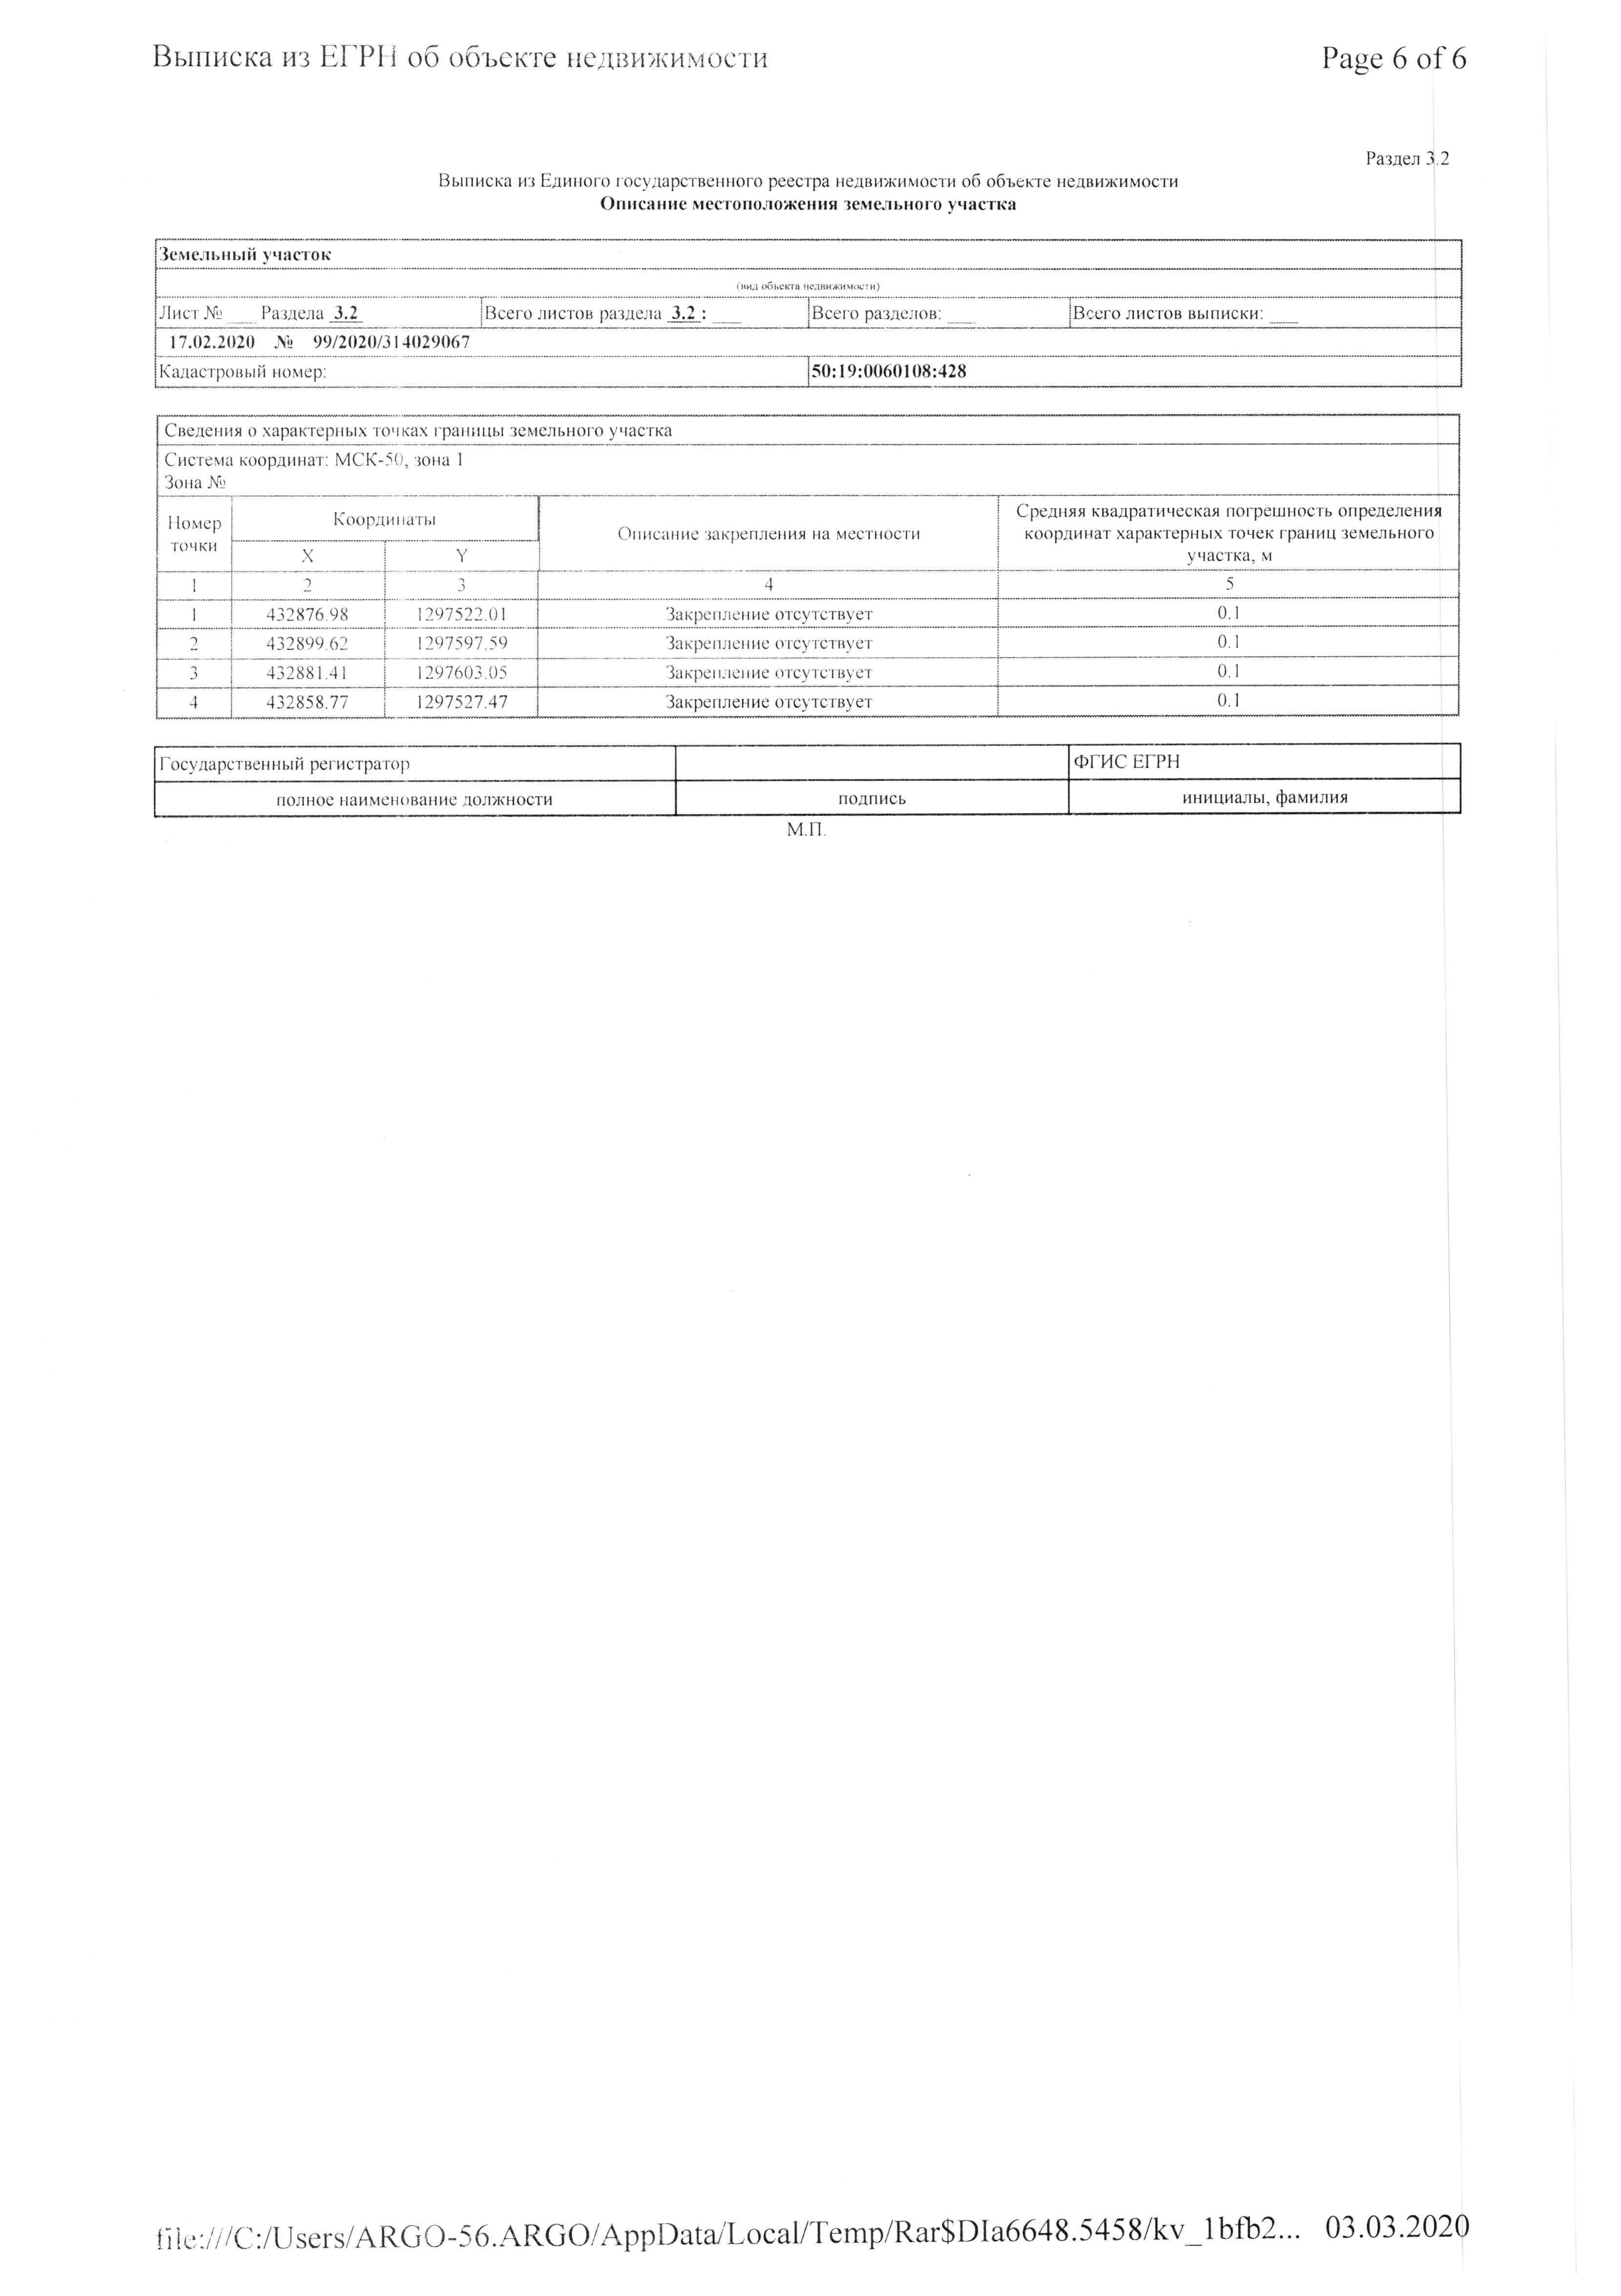 Выписка из ЕГРН об объекте недвижимости Page 6 of 6
Раздел 3.2
Выписка из Единого государственного реестра недвижимости об объекте недвижимости
Описание местоположения земельного участка
Земельный участок
(вид объекта недвижимости)
Лист № ___ Раздела 3.2 Всего листов раздела 3.2 : ___ Всего разделов: ___ Всего листов выписки: ___
17.02.2020 № 99/2020/314029067
Кадастровый номер: 50:19:0060108:428
Сведения о характерных точках границы земельного участка
Система координат: МСК-50, зона 1
Зона №
Номер точки Координаты Описание закрепления на местности Средняя квадратическая погрешность определения координат характерных точек границ земельного участка, м
X Y
1 2 3 4 5
1 432876.98 1297522.01 Закрепление отсутствует 0.1
2 432899.62 1297597.59 Закрепление отсутствует 0.1
3 432881.41 1297603.05 Закрепление отсутствует 0.1
4 432858.77 1297527.47 Закрепление отсутствует 0.1
Государственный регистратор ФГИС ЕГРН
полное наименование должности подпись инициалы, фамилия
М.П.
file:///C:/Users/ARGO-56.ARGO/AppData/Local/Temp/Rar$DIa6648.5458/kv_1bfb2... 03.03.2020